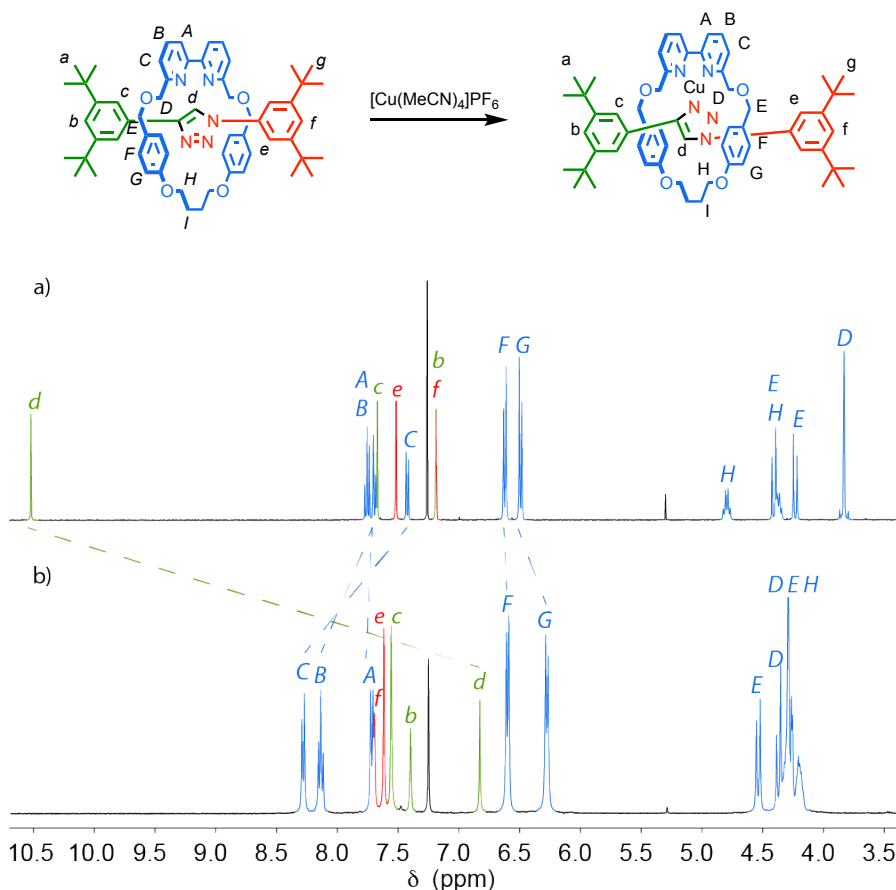 B A
C
a
g
c
O
N N
d
O
D
N
b
E
N=N
f
F
e
G
H
O
O
I
[Cu(MeCN)4]PF6
A B
C
a
g
c
N N
Cu
O
D
O
E
e
N N
b
N
f
d
F
H
G
O
O
I
a)
d
A
B
c
e
C
b
f
F G
E
H
E
H
D
b)
C B
A
f
e
c
b
d
F
G
E
D
D E H
10.5 10.0 9.5 9.0 8.5 8.0 7.5 7.0 6.5 6.0 5.5 5.0 4.5 4.0 3.5
δ (ppm)